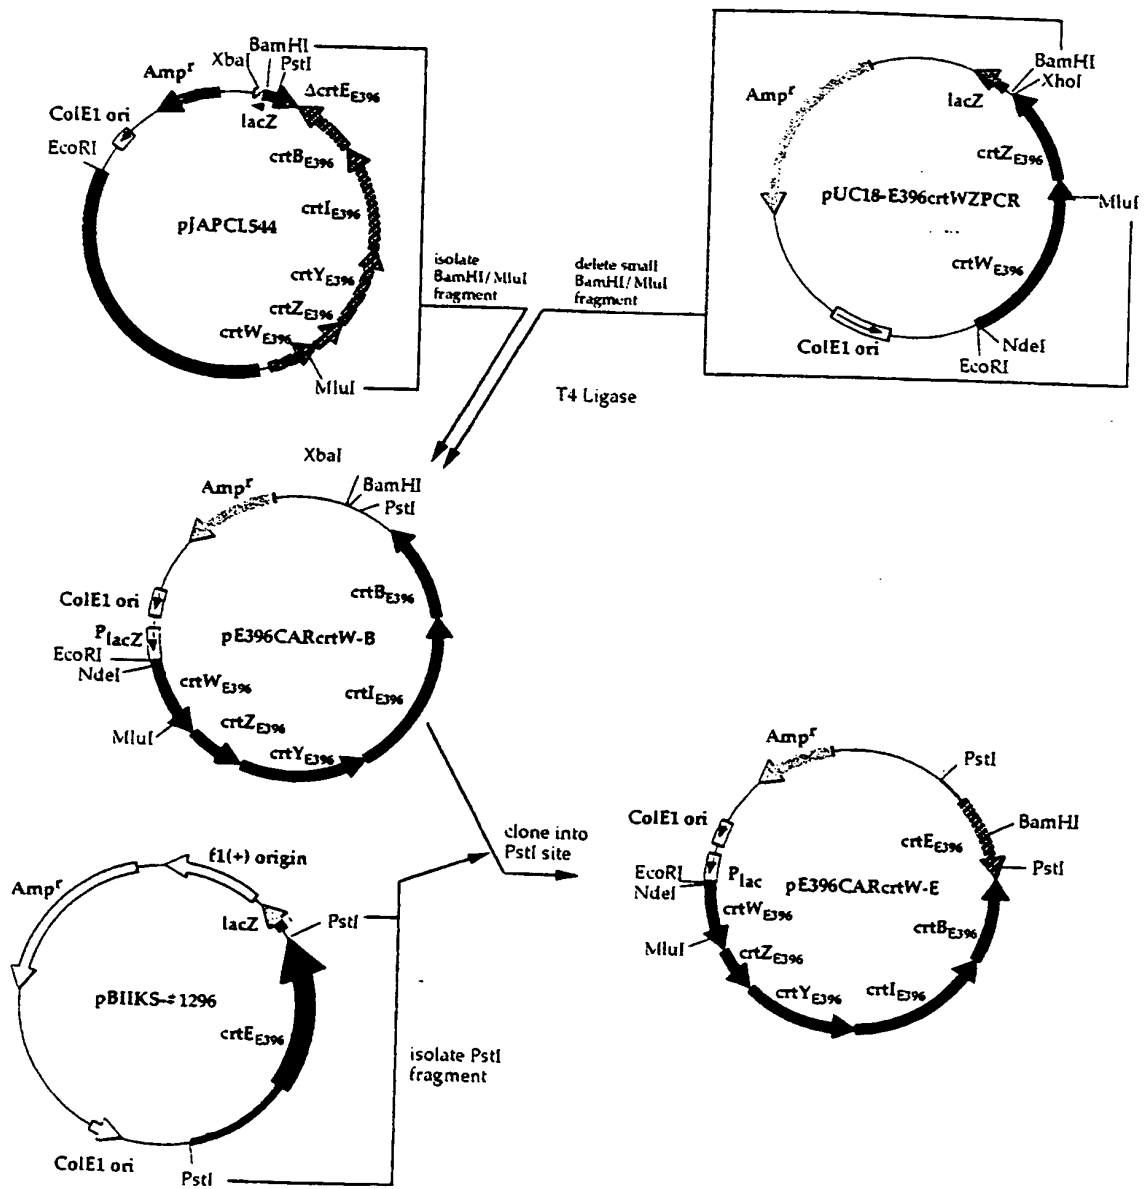 BamHI
XbaI
PstI
Amp^r
ΔcrtE_E396
lacZ
ColE1 ori
EcoRI
crtB_E396
crtI_E396
pJAPCL544
crtY_E396
crtZ_E396
crtW_E396
MluI
isolate
BamHI/MluI
fragment
delete small
BamHI/MluI
fragment
T4 Ligase
BamHI
XhoI
lacZ
Amp^r
crtZ_E396
pUC18-E396crtWZPCR
MluI
crtW_E396
ColE1 ori
NdeI
EcoRI
XbaI
BamHI
PstI
Amp^r
crtB_E396
ColE1 ori
P_lacZ
pE396CARcrtW-B
EcoRI
NdeI
crtW_E396
crtI_E396
MluI
crtZ_E396
crtY_E396
clone into
PstI site
f1(+) origin
Amp^r
lacZ
PstI
pBIIKS-#1296
crtE_E396
isolate PstI
fragment
ColE1 ori
PstI
Amp^r
PstI
ColE1 ori
BamHI
crtE_E396
PstI
EcoRI
NdeI
P_lac
pE396CARcrtW-E
crtW_E396
crtB_E396
MluI
crtZ_E396
crtY_E396
crtI_E396